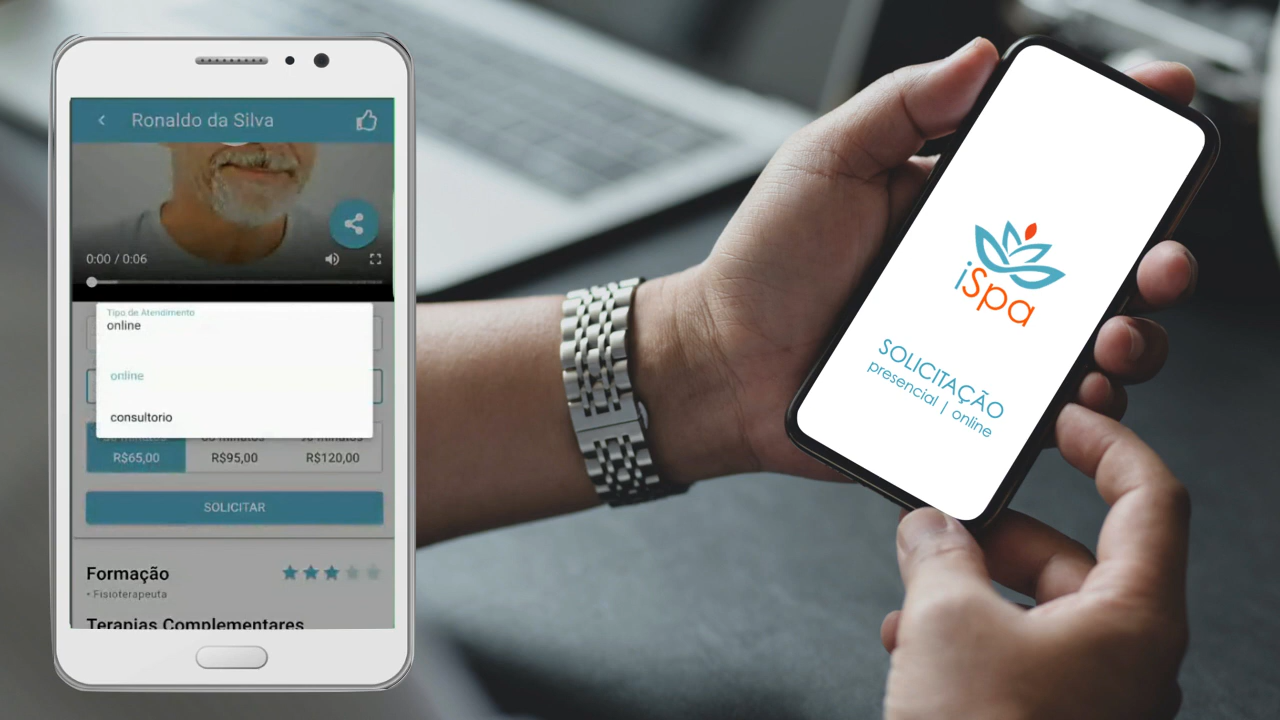 Ronaldo da Silva
0:00 / 0:06
Tipo de Atendimento
online
online
consultorio
minutos
R$65,00 R$95,00 R$120,00
SOLICITAR
Formação
• Fisioterapeuta
Terapias Complementares
iSpa
SOLICITAÇÃO
presencial | online